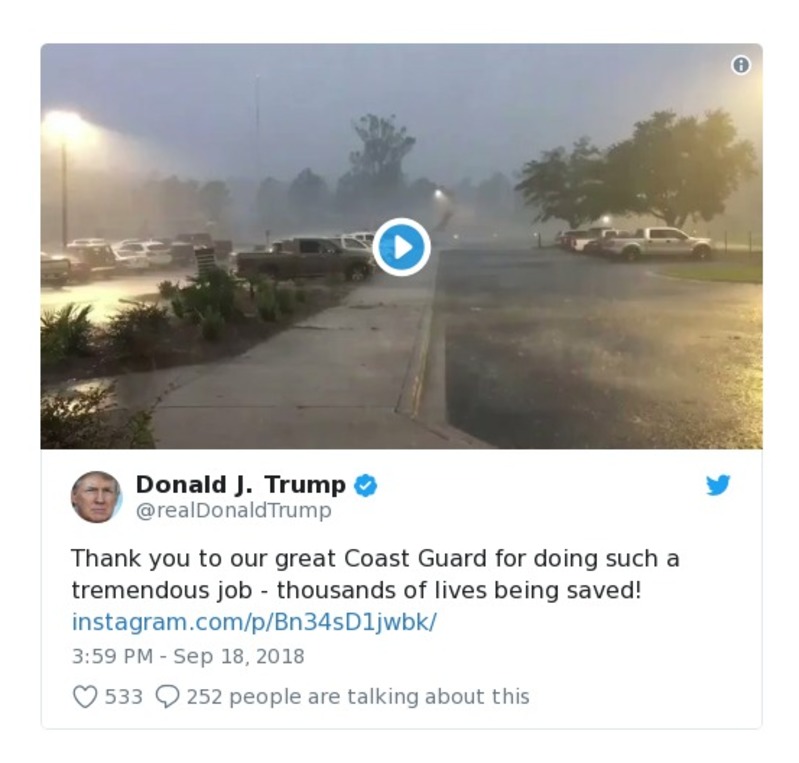 Donald J. Trump
@realDonaldTrump
Thank you to our great Coast Guard for doing such a
tremendous job - thousands of lives being saved!
instagram.com/p/Bn34sD1jwbk/
3:59 PM - Sep 18, 2018
533 252 people are talking about this